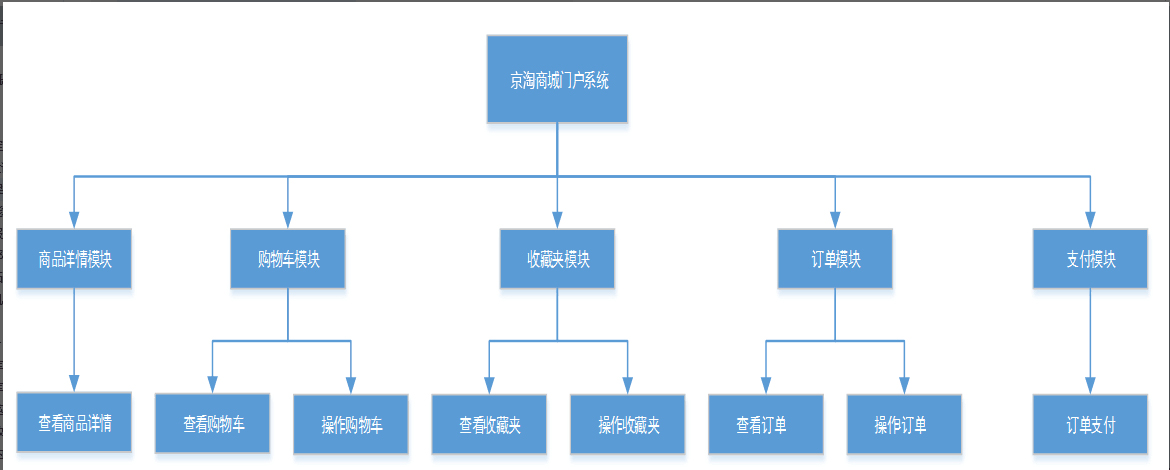 京淘商城门户系统
商品详情模块
购物车模块
收藏夹模块
订单模块
支付模块
查看商品详情
查看购物车
操作购物车
查看收藏夹
操作收藏夹
查看订单
操作订单
订单支付